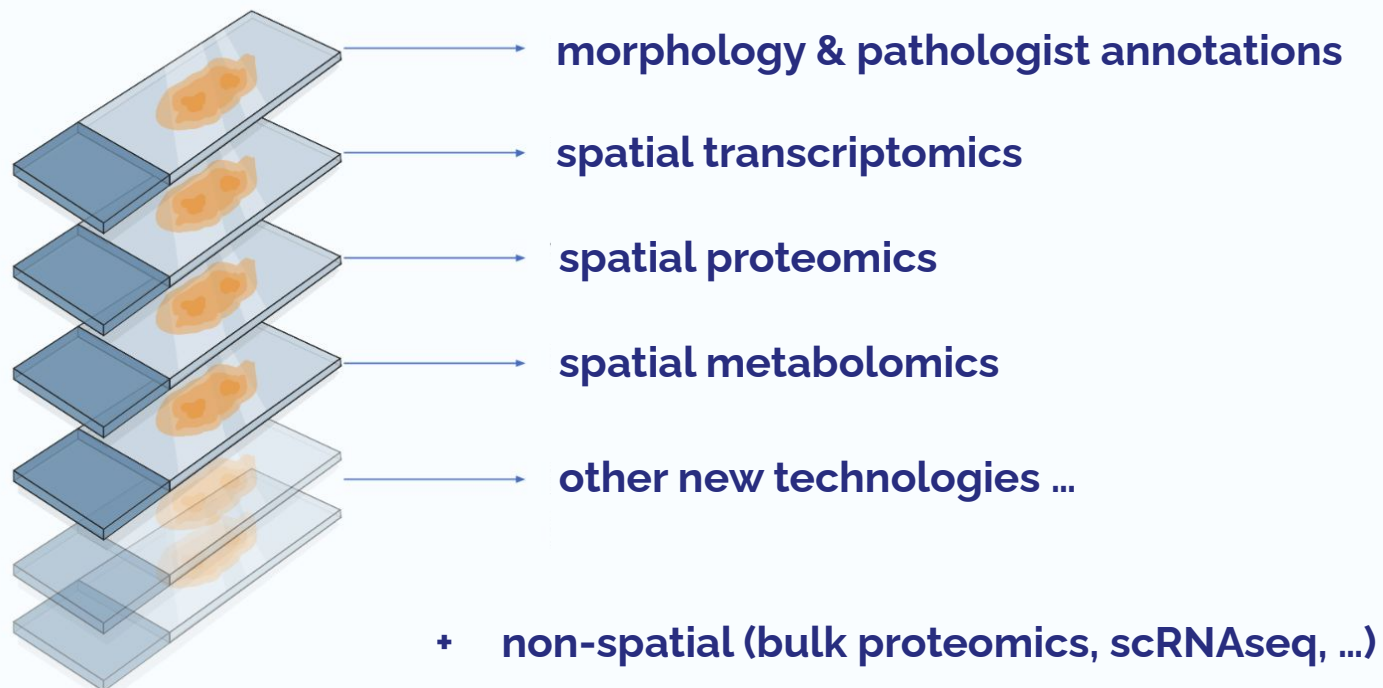 morphology & pathologist annotations
spatial transcriptomics
spatial proteomics
spatial metabolomics
other new technologies ...
+ non-spatial (bulk proteomics, scRNAseq, ...)